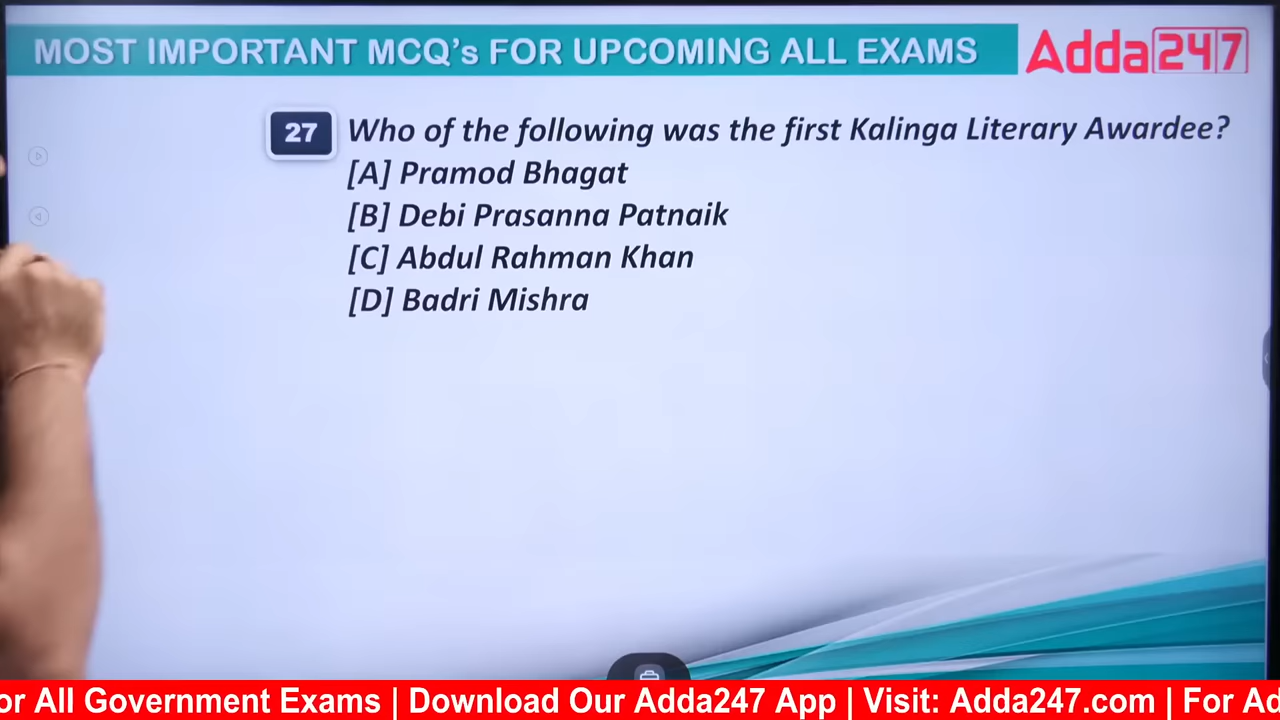 MOST IMPORTANT MCQ's FOR UPCOMING ALL EXAMS
Adda247
27 Who of the following was the first Kalinga Literary Awardee?
[A] Pramod Bhagat
[B] Debi Prasanna Patnaik
[C] Abdul Rahman Khan
[D] Badri Mishra
or All Government Exams | Download Our Adda247 App | Visit: Adda247.com | For Ad